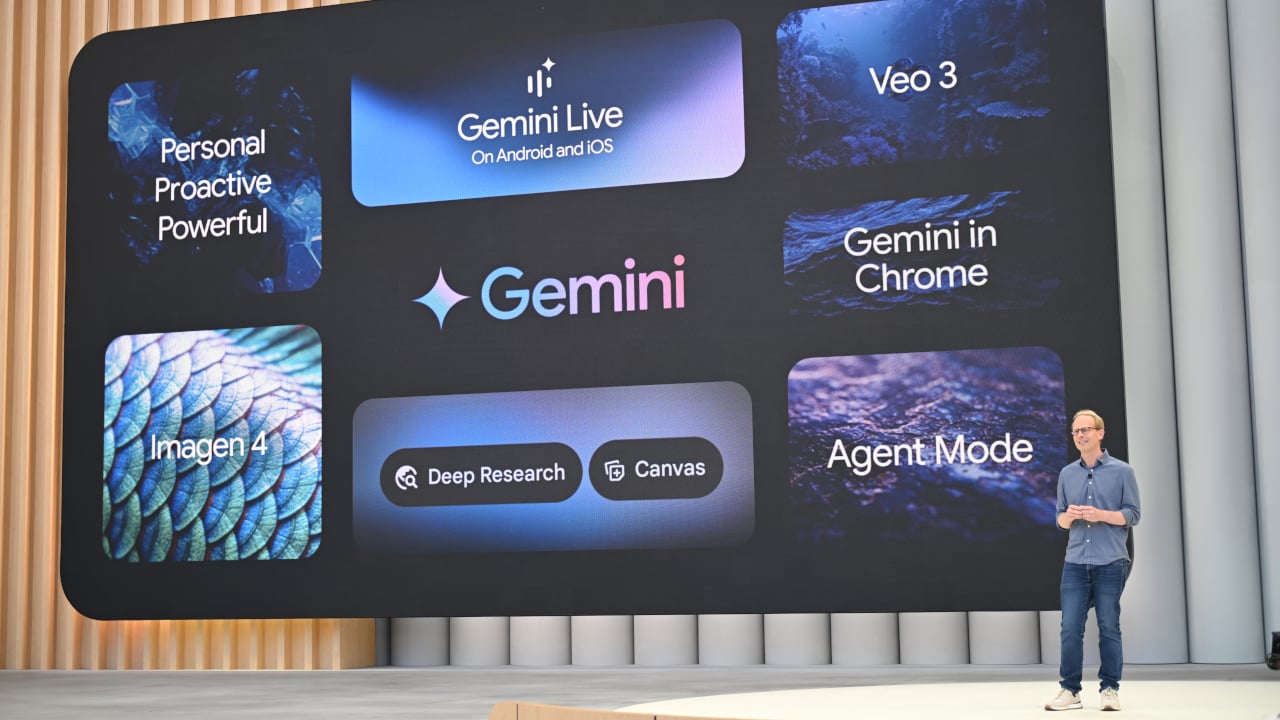 Personal
Proactive
Powerful
Gemini Live
On Android and iOS
Veo 3
Gemini
Gemini in
Chrome
Imagen 4
Deep Research
Canvas
Agent Mode